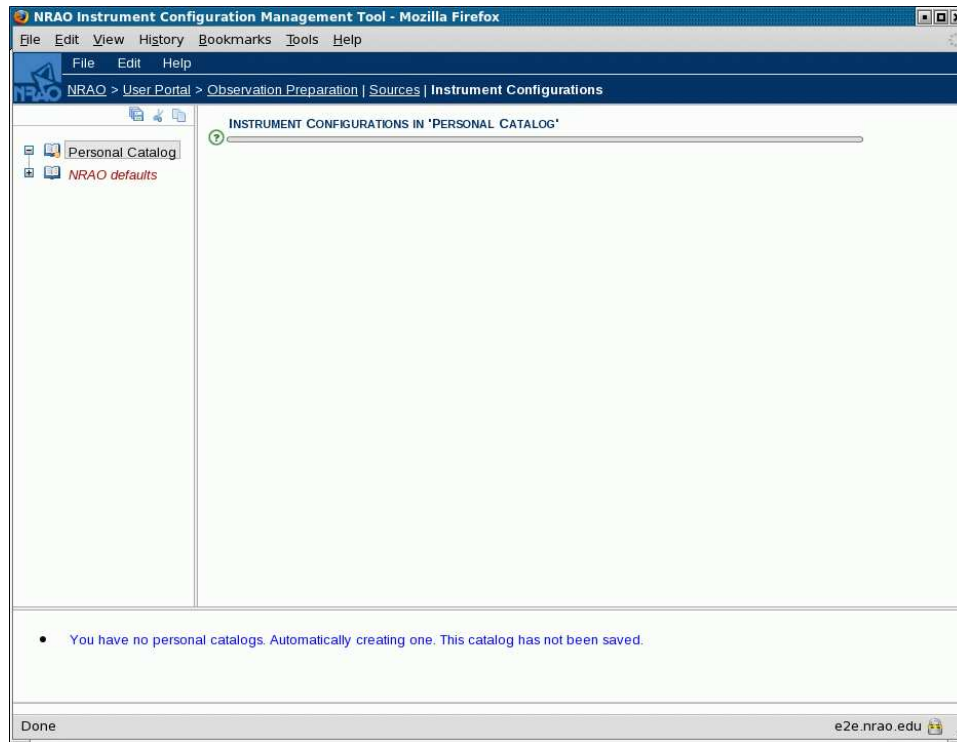 NRAO Instrument Configuration Management Tool - Mozilla Firefox
File Edit View History Bookmarks Tools Help
File Edit Help
NRAO
NRAO > User Portal > Observation Preparation | Sources | Instrument Configurations
INSTRUMENT CONFIGURATIONS IN 'PERSONAL CATALOG'
?
Personal Catalog
NRAO defaults
• You have no personal catalogs. Automatically creating one. This catalog has not been saved.
Done e2e.nrao.edu